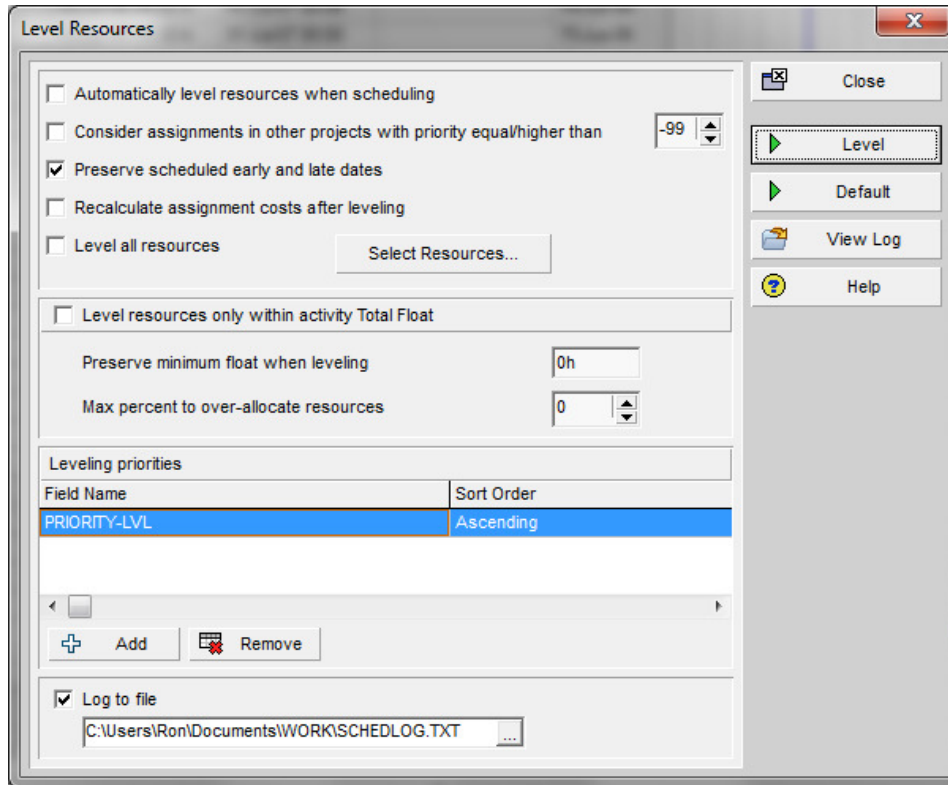 Level Resources
Automatically level resources when scheduling
Consider assignments in other projects with priority equal/higher than -99
Preserve scheduled early and late dates
Recalculate assignment costs after leveling
Level all resources Select Resources...
Level resources only within activity Total Float
Preserve minimum float when leveling 0h
Max percent to over-allocate resources 0
Leveling priorities
Field Name Sort Order
PRIORITY-LVL Ascending
Add Remove
Log to file
C:\Users\Ron\Documents\WORK\SCHEDLOG.TXT ...
Close
Level
Default
View Log
Help